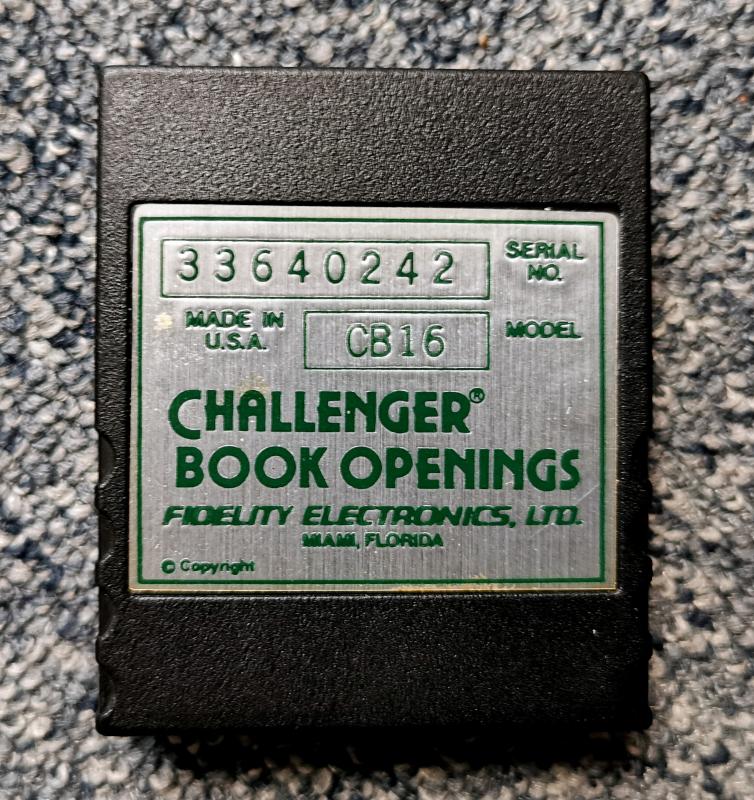 33640242
SERIAL
NO.
MADE IN
U.S.A.
CB16
MODEL
CHALLENGER®
BOOK OPENINGS
FIDELITY ELECTRONICS, LTD.
MIAMI, FLORIDA
© Copyright